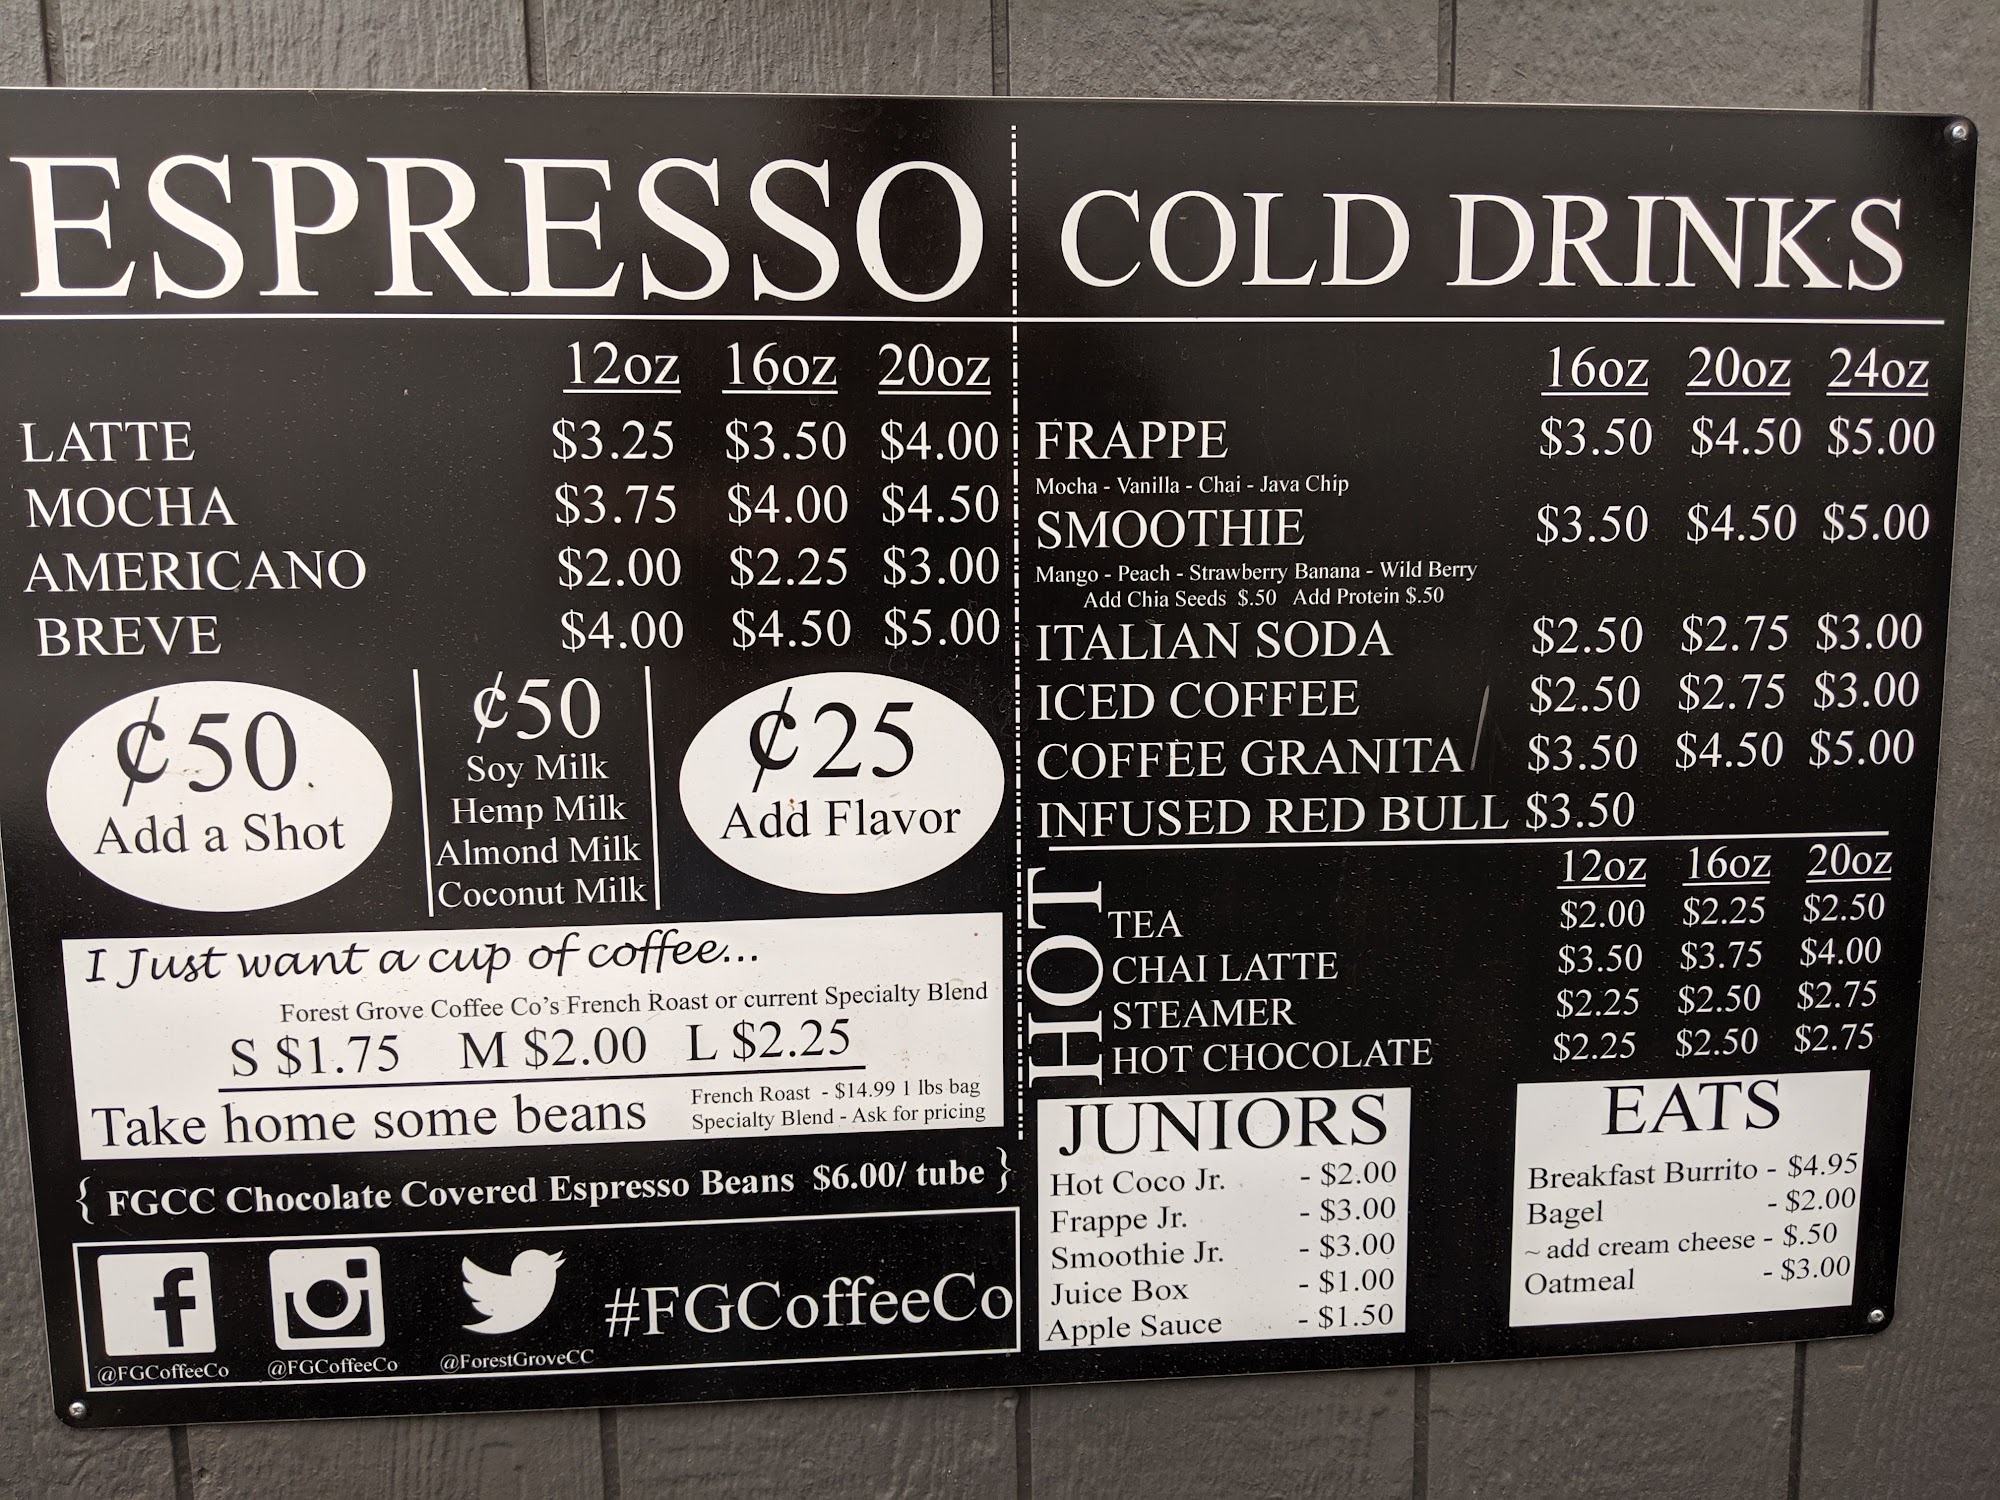 ESPRESSO
12oz 16oz 20oz
LATTE $3.25 $3.50 $4.00
MOCHA $3.75 $4.00 $4.50
AMERICANO $2.00 $2.25 $3.00
BREVE $4.00 $4.50 $5.00
¢50
Add a Shot
¢50
Soy Milk
Hemp Milk
Almond Milk
Coconut Milk
¢25
Add Flavor
I Just want a cup of coffee...
Forest Grove Coffee Co's French Roast or current Specialty Blend
S $1.75 M $2.00 L $2.25
Take home some beans
French Roast - $14.99 1 lbs bag
Specialty Blend - Ask for pricing
{ FGCC Chocolate Covered Espresso Beans $6.00/ tube }
@FGCoffeeCo
@FGCoffeeCo
@ForestGroveCC
#FGCoffeeCo
COLD DRINKS
16oz 20oz 24oz
FRAPPE $3.50 $4.50 $5.00
Mocha - Vanilla - Chai - Java Chip
SMOOTHIE $3.50 $4.50 $5.00
Mango - Peach - Strawberry Banana - Wild Berry
Add Chia Seeds $.50 Add Protein $.50
ITALIAN SODA $2.50 $2.75 $3.00
ICED COFFEE $2.50 $2.75 $3.00
COFFEE GRANITA $3.50 $4.50 $5.00
INFUSED RED BULL $3.50
HOT
12oz 16oz 20oz
TEA $2.00 $2.25 $2.50
CHAI LATTE $3.50 $3.75 $4.00
STEAMER $2.25 $2.50 $2.75
HOT CHOCOLATE $2.25 $2.50 $2.75
JUNIORS
Hot Coco Jr. - $2.00
Frappe Jr. - $3.00
Smoothie Jr. - $3.00
Juice Box - $1.00
Apple Sauce - $1.50
EATS
Breakfast Burrito - $4.95
Bagel - $2.00
~ add cream cheese - $.50
Oatmeal - $3.00